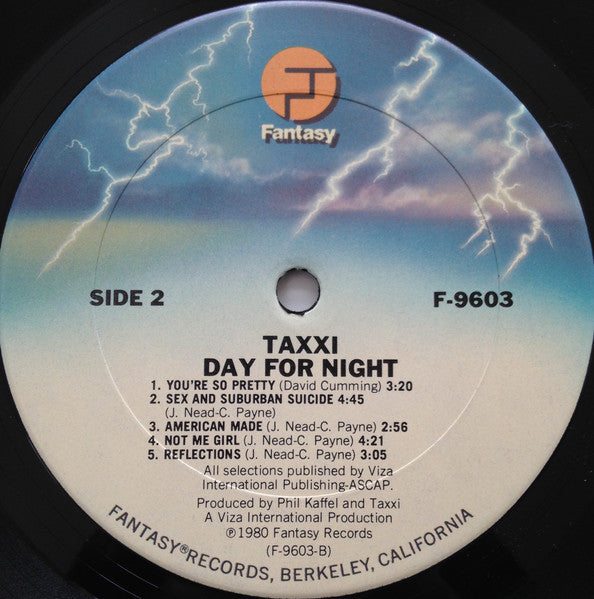 Fantasy
SIDE 2
F-9603
TAXXI
DAY FOR NIGHT
1. YOU'RE SO PRETTY (David Cumming) 3:20
2. SEX AND SUBURBAN SUICIDE 4:45
(J. Nead-C. Payne)
3. AMERICAN MADE (J. Nead-C. Payne) 2:56
4. NOT ME GIRL (J. Nead-C. Payne) 4:21
5. REFLECTIONS (J. Nead-C. Payne) 3:05
All selections published by Viza
International Publishing-ASCAP.
Produced by Phil Kaffel and Taxxi
A Viza International Production
℗1980 Fantasy Records
(F-9603-B)
FANTASY® RECORDS, BERKELEY, CALIFORNIA